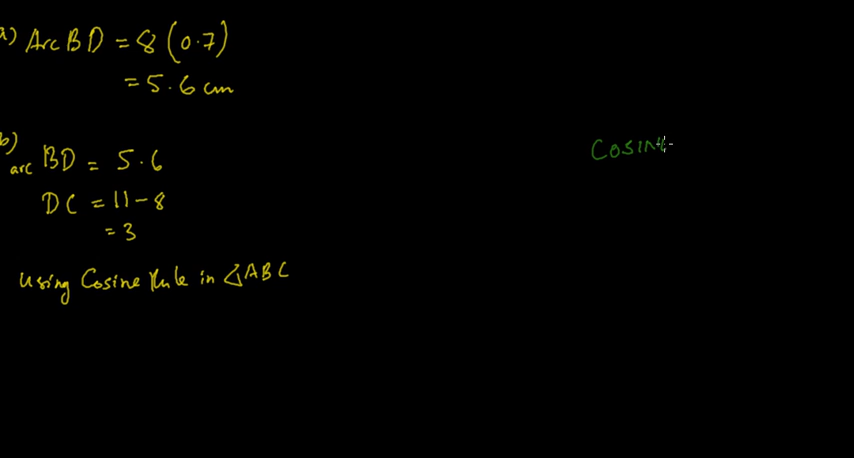 a) Arc BD = 8 (0.7)
= 5.6 cm
b)
arc BD = 5.6
DC = 11 - 8
= 3
Using Cosine Rule in △ABC
Cosine